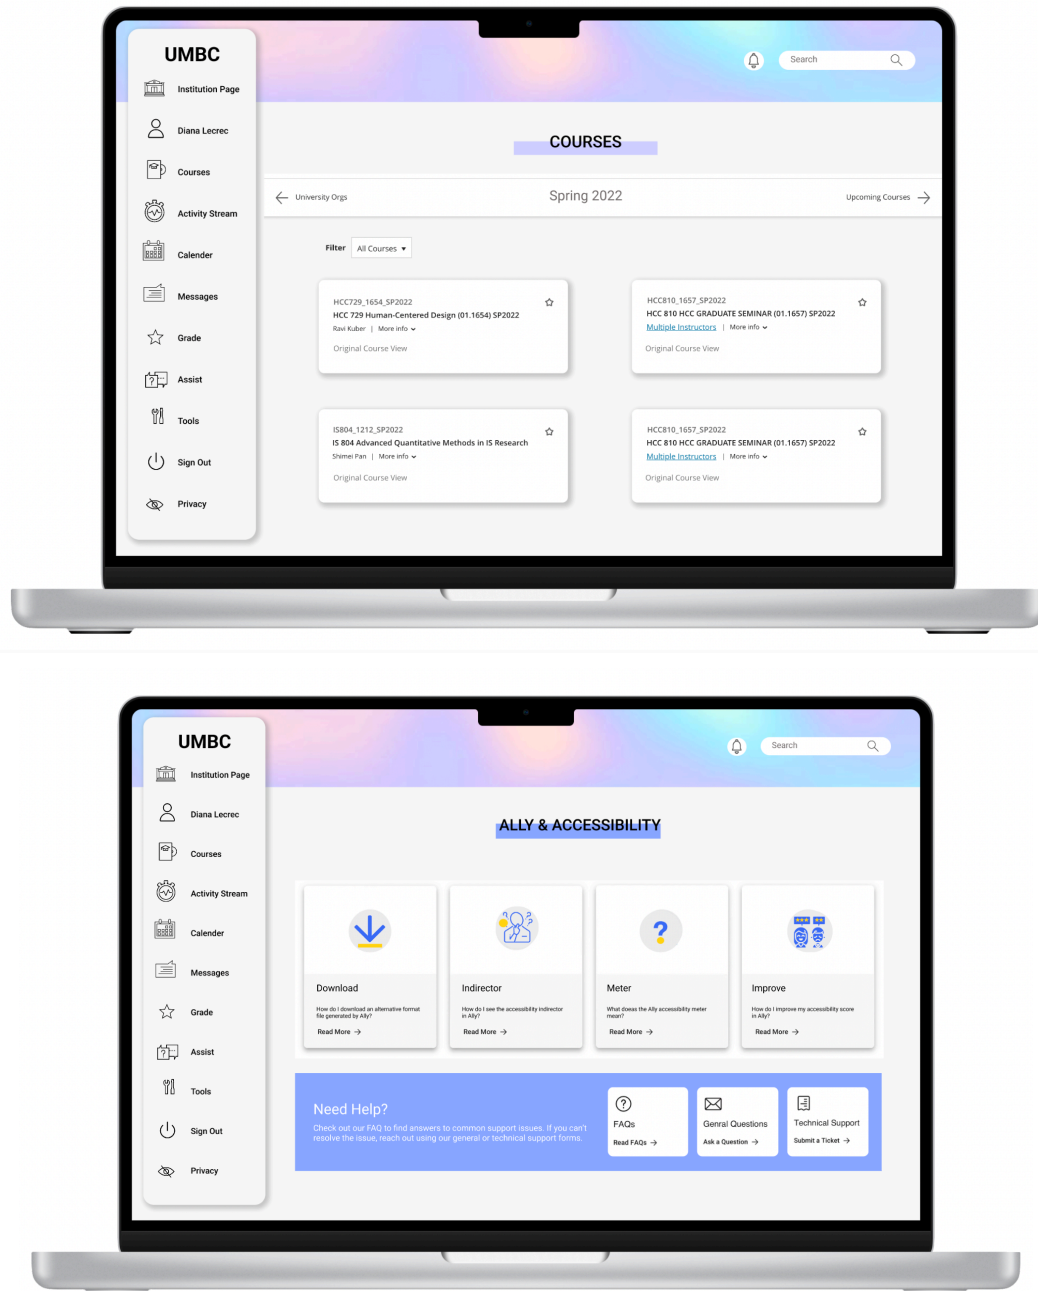 UMBC
Institution Page
Diana Lecrec
Courses
Activity Stream
Calender
Messages
Grade
Assist
Tools
Sign Out
Privacy
Search
COURSES
University Orgs
Spring 2022
Upcoming Courses
Filter
All Courses
HCC729_1654_SP2022
HCC 729 Human-Centered Design (01.1654) SP2022
Ravi Kuber | More info
Original Course View
HCC810_1657_SP2022
HCC 810 HCC GRADUATE SEMINAR (01.1657) SP2022
Multiple Instructors | More info
Original Course View
IS804_1212_SP2022
IS 804 Advanced Quantitative Methods in IS Research
Shimei Pan | More info
Original Course View
HCC810_1657_SP2022
HCC 810 HCC GRADUATE SEMINAR (01.1657) SP2022
Multiple Instructors | More info
Original Course View
UMBC
Institution Page
Diana Lecrec
Courses
Activity Stream
Calender
Messages
Grade
Assist
Tools
Sign Out
Privacy
Search
ALLY & ACCESSIBILITY
Download
How do I download an alternative format
file generated by Ally?
Read More
Indirector
How do I see the accessibility indirector
in Ally?
Read More
Meter
What doeas the Ally accessibility meter
mean?
Read More
Improve
How do I improve my accessibility score
in Ally?
Read More
Need Help?
Check out our FAQ to find answers to common support issues. If you can't
resolve the issue, reach out using our general or technical support forms.
FAQs
Read FAQs
Genral Questions
Ask a Question
Technical Support
Submit a Ticket